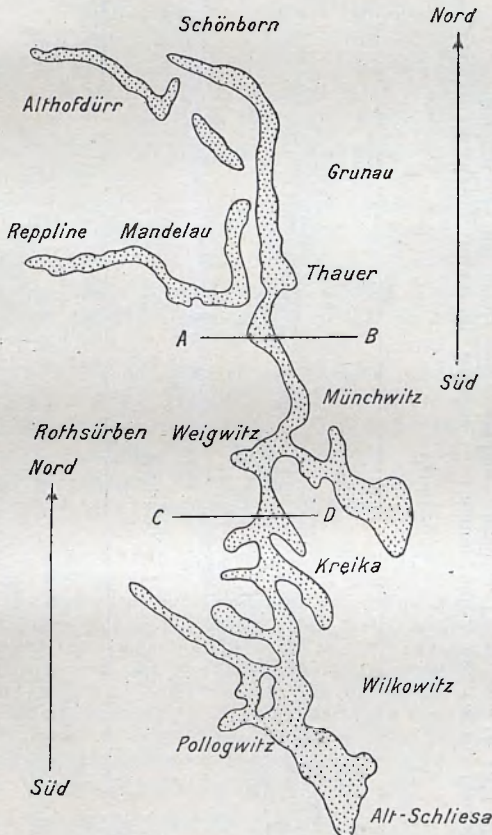 Schönborn
Nord
Althofdürr
Grunau
Reppline Mandelau
Thauer
A B
Süd
Münchwitz
Rothsürben Weigwitz
Nord
C D
Kreika
Wilkowitz
Pollogwitz
Süd
Alt-Schliesa